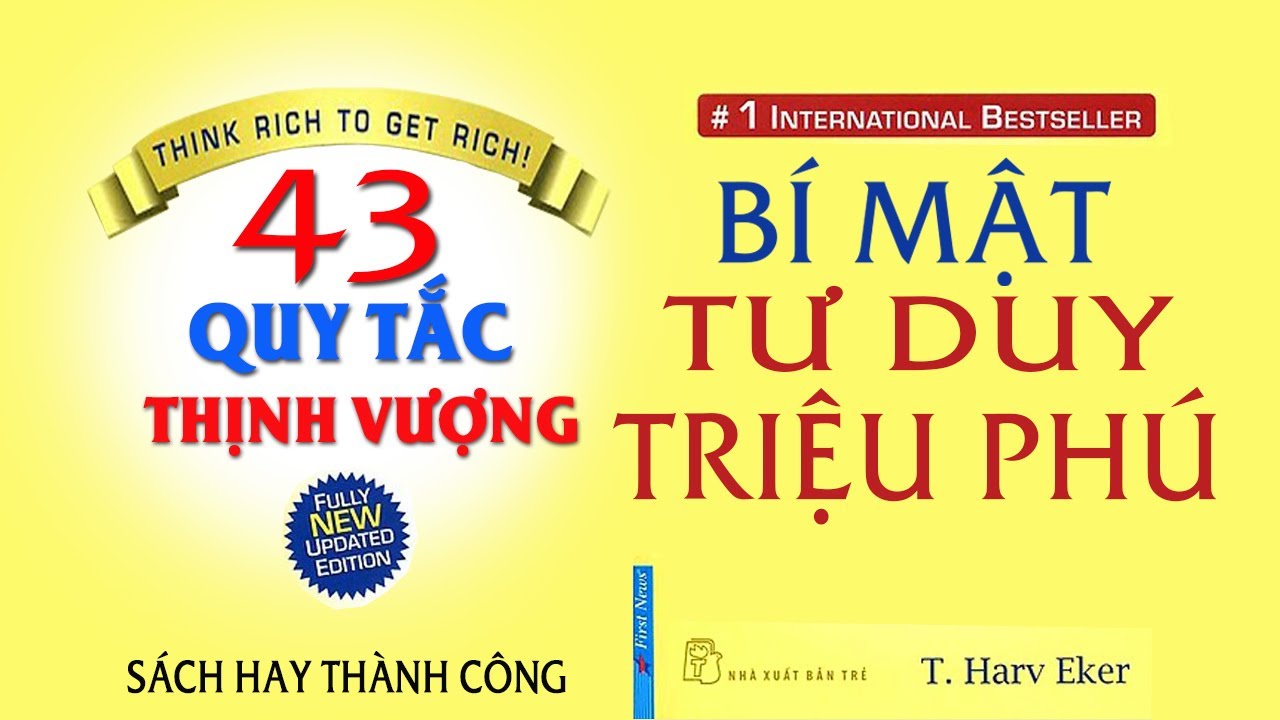 THINK RICH TO GET RICH!
43
QUY TẮC
THỊNH VƯỢNG
FULLY
NEW
UPDATED
EDITION
SÁCH HAY THÀNH CÔNG
# 1 INTERNATIONAL BESTSELLER
BÍ MẬT
TƯ DUY
TRIỆU PHÚ
First News
NHÀ XUẤT BẢN TRẺ
T. Harv Eker